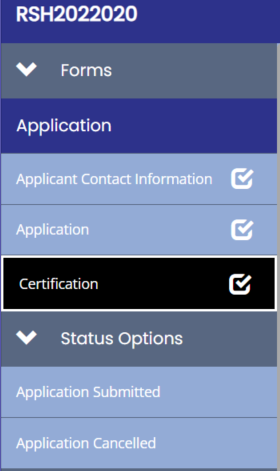 RSH2022020
Forms
Application
Applicant Contact Information
Application
Certification
Status Options
Application Submitted
Application Cancelled